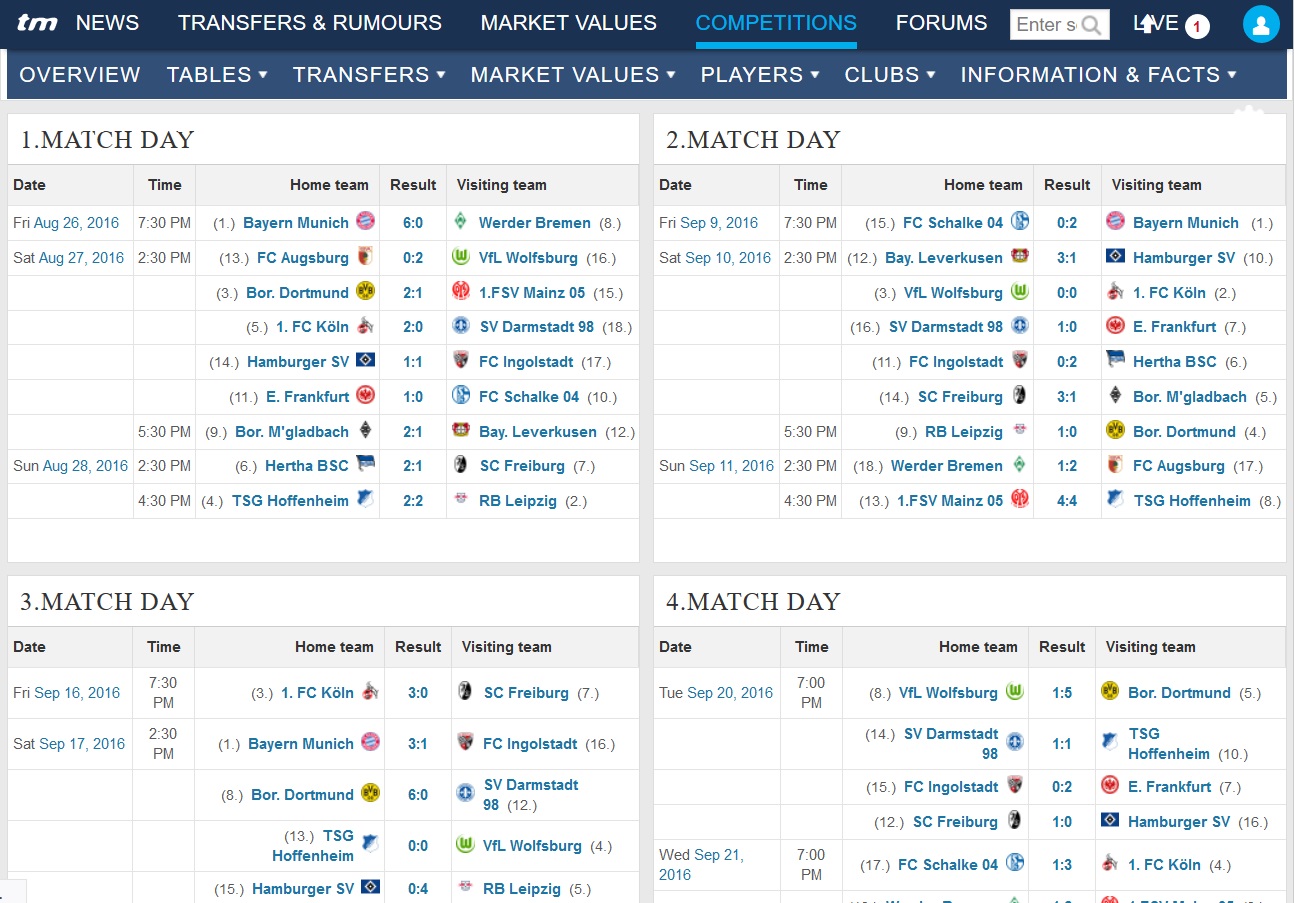 tm NEWS TRANSFERS & RUMOURS MARKET VALUES COMPETITIONS FORUMS Enter s LIVE 1
OVERVIEW TABLES ▾ TRANSFERS ▾ MARKET VALUES ▾ PLAYERS ▾ CLUBS ▾ INFORMATION & FACTS ▾
1.MATCH DAY
Date Time Home team Result Visiting team
Fri Aug 26, 2016 7:30 PM (1.) Bayern Munich 6:0 Werder Bremen (8.)
Sat Aug 27, 2016 2:30 PM (13.) FC Augsburg 0:2 VfL Wolfsburg (16.)
(3.) Bor. Dortmund 2:1 1.FSV Mainz 05 (15.)
(5.) 1. FC Köln 2:0 SV Darmstadt 98 (18.)
(14.) Hamburger SV 1:1 FC Ingolstadt (17.)
(11.) E. Frankfurt 1:0 FC Schalke 04 (10.)
5:30 PM (9.) Bor. M'gladbach 2:1 Bay. Leverkusen (12.)
Sun Aug 28, 2016 2:30 PM (6.) Hertha BSC 2:1 SC Freiburg (7.)
4:30 PM (4.) TSG Hoffenheim 2:2 RB Leipzig (2.)
2.MATCH DAY
Date Time Home team Result Visiting team
Fri Sep 9, 2016 7:30 PM (15.) FC Schalke 04 0:2 Bayern Munich (1.)
Sat Sep 10, 2016 2:30 PM (12.) Bay. Leverkusen 3:1 Hamburger SV (10.)
(3.) VfL Wolfsburg 0:0 1. FC Köln (2.)
(16.) SV Darmstadt 98 1:0 E. Frankfurt (7.)
(11.) FC Ingolstadt 0:2 Hertha BSC (6.)
(14.) SC Freiburg 3:1 Bor. M'gladbach (5.)
5:30 PM (9.) RB Leipzig 1:0 Bor. Dortmund (4.)
Sun Sep 11, 2016 2:30 PM (18.) Werder Bremen 1:2 FC Augsburg (17.)
4:30 PM (13.) 1.FSV Mainz 05 4:4 TSG Hoffenheim (8.)
3.MATCH DAY
Date Time Home team Result Visiting team
Fri Sep 16, 2016 7:30
PM (3.) 1. FC Köln 3:0 SC Freiburg (7.)
Sat Sep 17, 2016 2:30
PM (1.) Bayern Munich 3:1 FC Ingolstadt (16.)
(8.) Bor. Dortmund 6:0 SV Darmstadt
98 (12.)
(13.) TSG
Hoffenheim 0:0 VfL Wolfsburg (4.)
(15.) Hamburger SV 0:4 RB Leipzig (5.)
4.MATCH DAY
Date Time Home team Result Visiting team
Tue Sep 20, 2016 7:00
PM (8.) VfL Wolfsburg 1:5 Bor. Dortmund (5.)
(14.) SV Darmstadt
98 1:1 TSG
Hoffenheim (10.)
(15.) FC Ingolstadt 0:2 E. Frankfurt (7.)
(12.) SC Freiburg 1:0 Hamburger SV (16.)
Wed Sep 21,
2016 7:00
PM (17.) FC Schalke 04 1:3 1. FC Köln (4.)